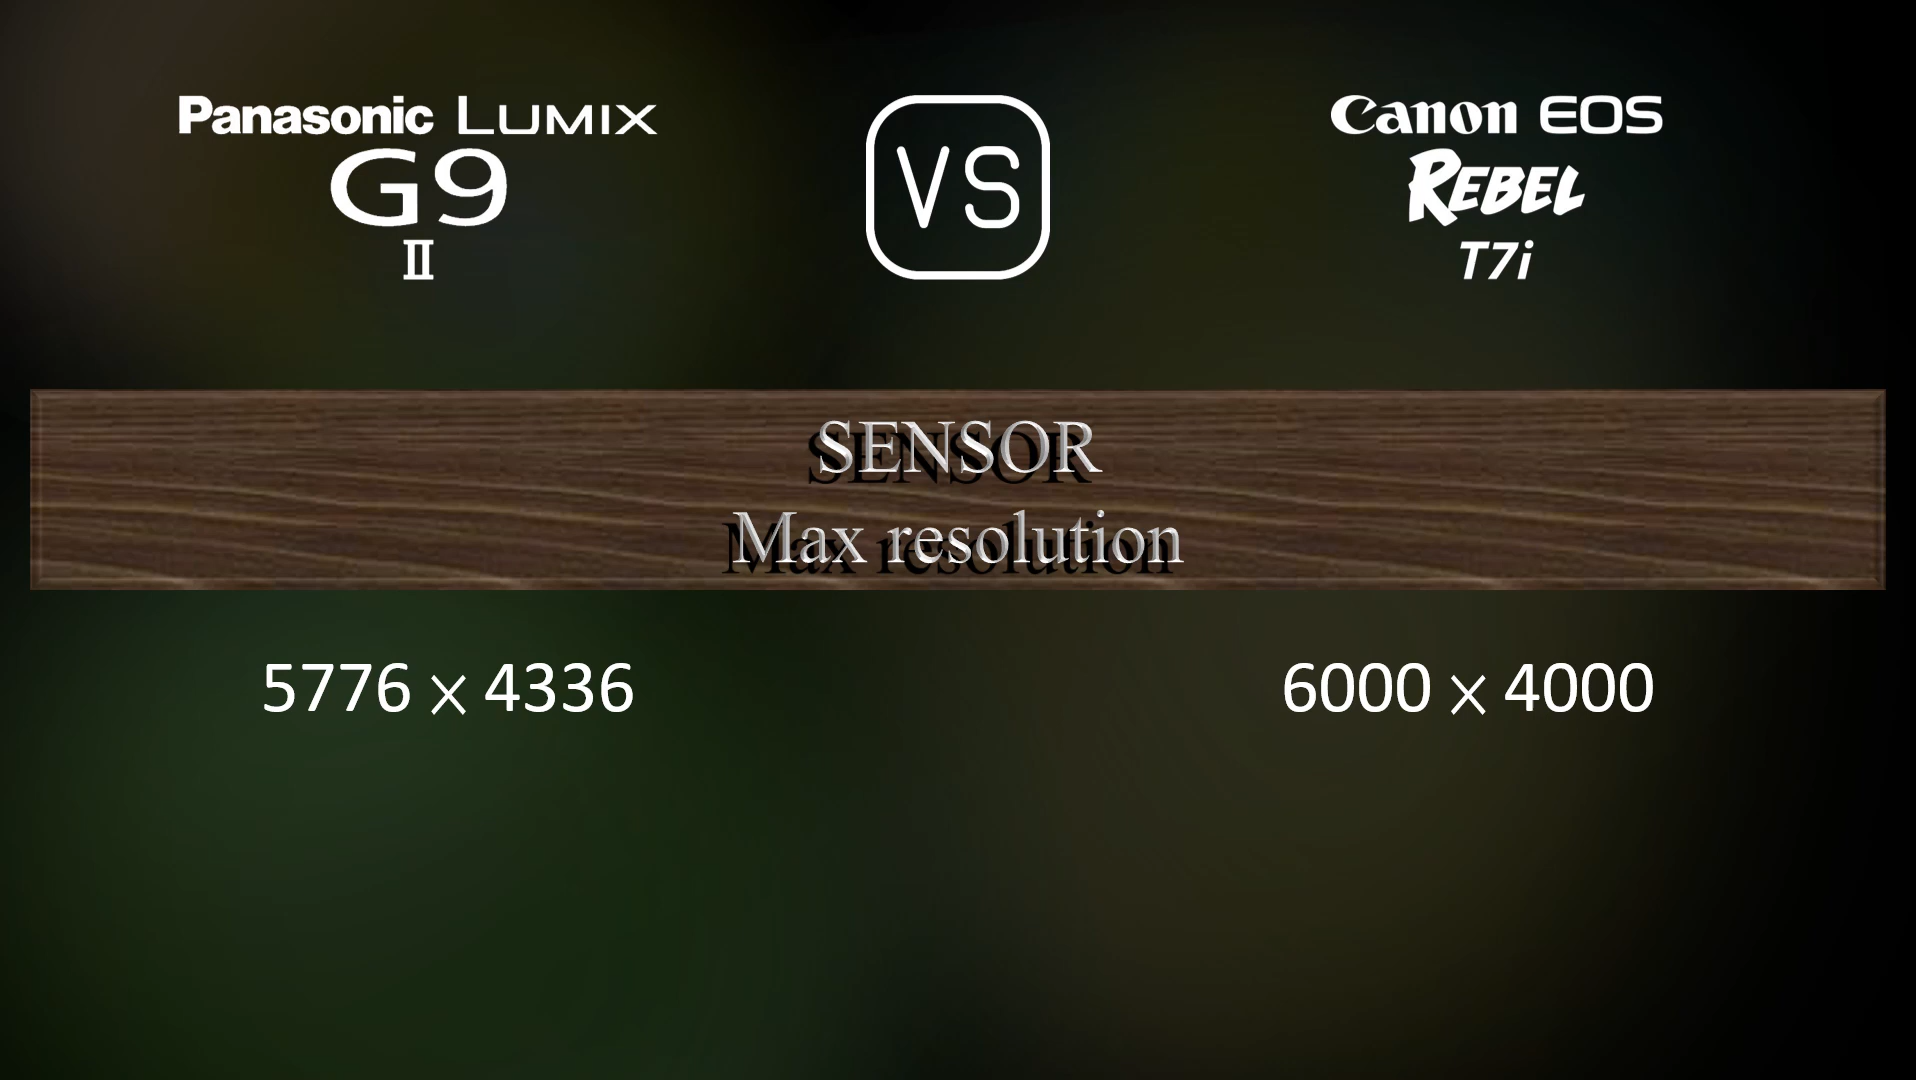 Panasonic LUMIX
G9
II
VS
Canon EOS
REBEL
T7i
SENSOR
Max resolution
5776 x 4336
6000 x 4000